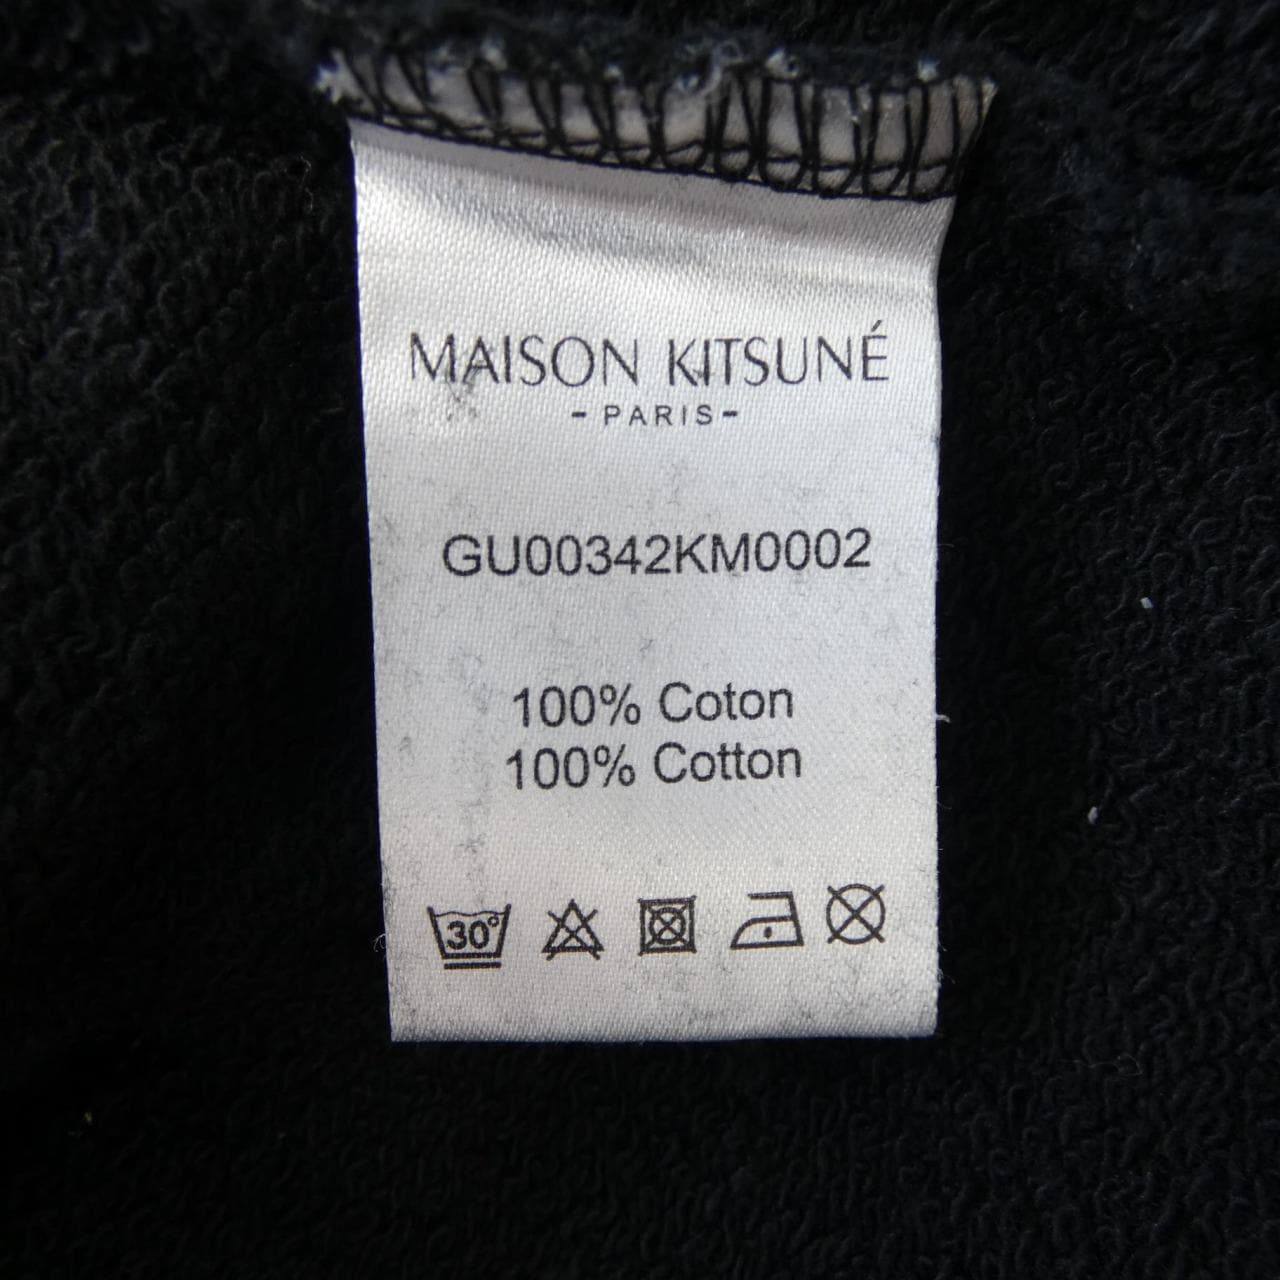 MAISON KITSUNÉ
- PARIS -
GU00342KM0002
100% Coton
100% Cotton
30°